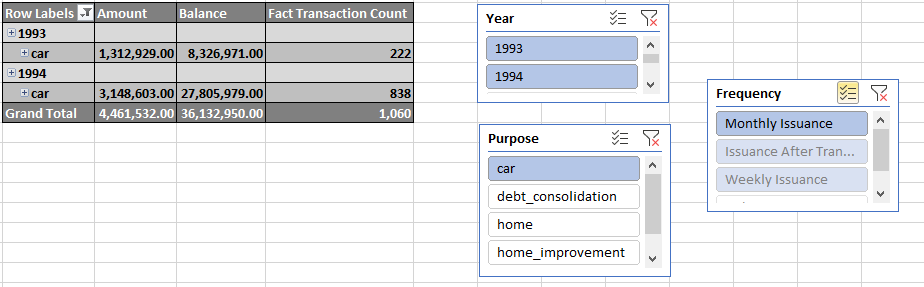 Row Labels Amount Balance Fact Transaction Count
1993
car 1,312,929.00 8,326,971.00 222
1994
car 3,148,603.00 27,805,979.00 838
Grand Total 4,461,532.00 36,132,950.00 1,060
Year
1993
1994
Purpose
car
debt_consolidation
home
home_improvement
Frequency
Monthly Issuance
Issuance After Tran...
Weekly Issuance